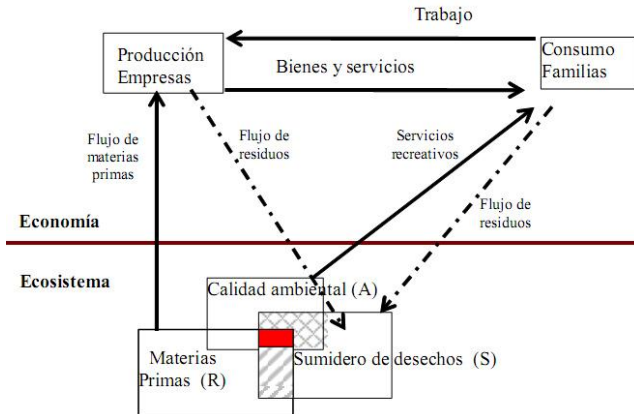 Trabajo
Producción
Empresas
Consumo
Familias
Bienes y servicios
Flujo de
materias
primas
Flujo de
residuos
Servicios
recreativos
Flujo de
residuos
Economía
Ecosistema
Calidad ambiental (A)
Materias
Primas (R)
Sumidero de desechos (S)